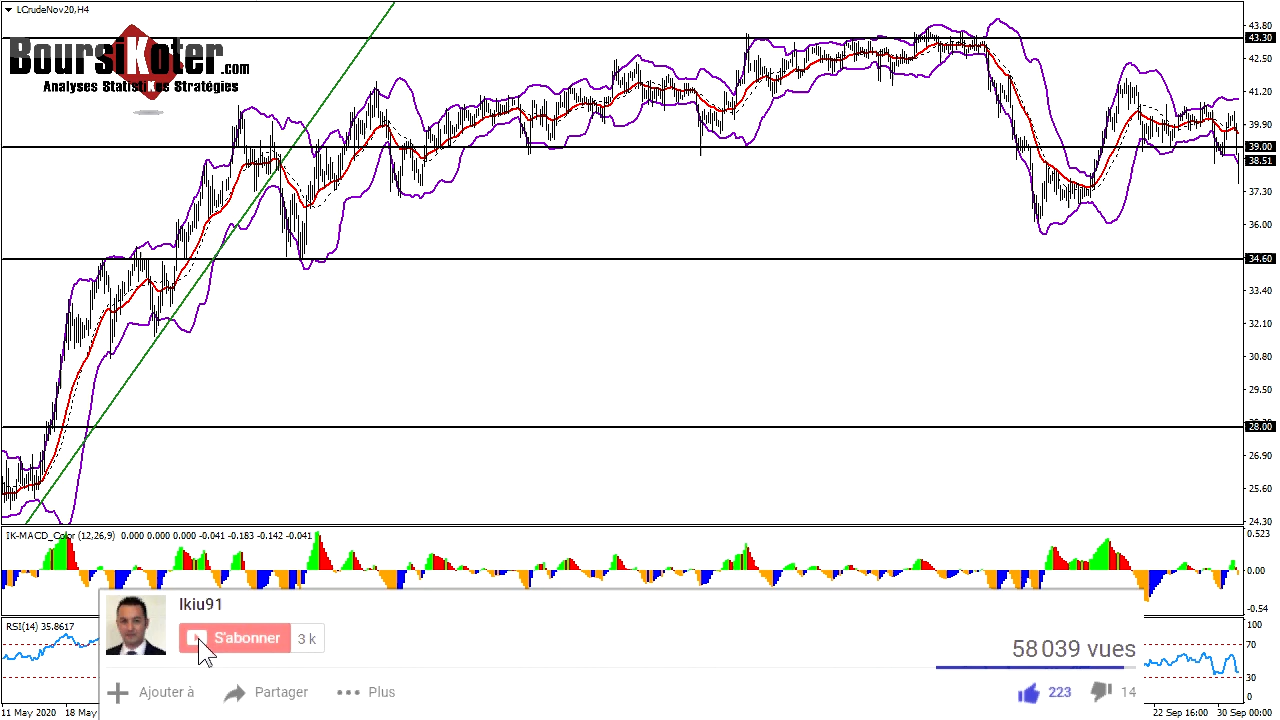 LCrudeNov20,H4
BoursiKoter.com
Analyses StatistiKues Stratégies
43.80
43.30
42.50
41.20
39.90
39.00
38.51
37.30
36.00
34.60
33.40
32.10
30.80
29.50
28.00
26.90
25.60
24.30
IK-MACD_Color (12,26,9) 0.000 0.000 0.000 -0.041 -0.183 -0.142 -0.041
0.523
0.00
-0.54
RSI(14) 35.8617
100
70
30
0
Ikiu91
S'abonner 3 k
58 039 vues
Ajouter à Partager Plus
223 14
11 May 2020 18 May
22 Sep 16:00 30 Sep 00:00